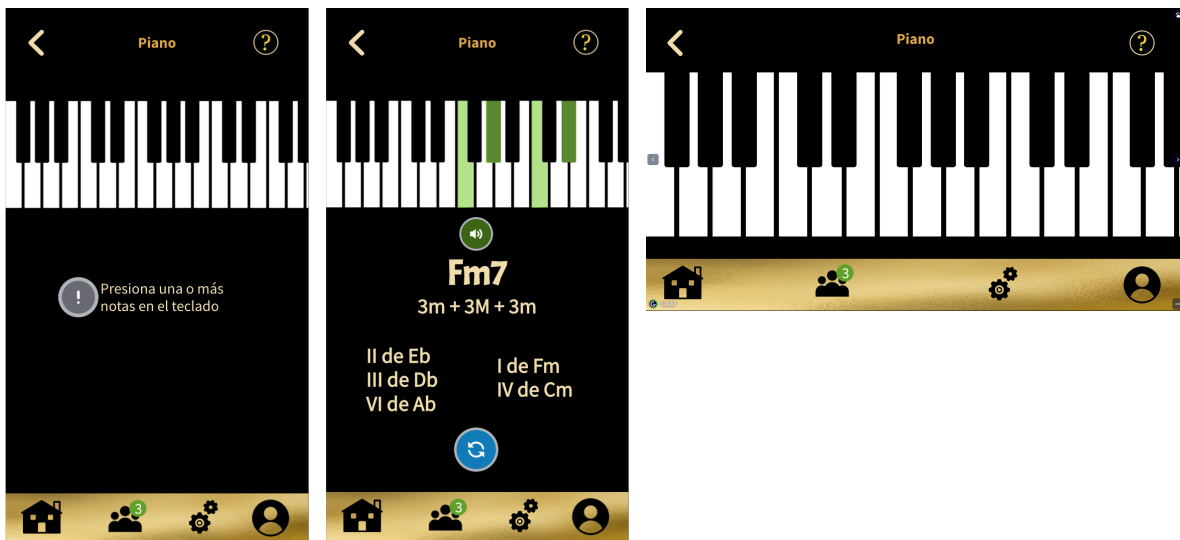 Piano
?
Presiona una o más
notas en el teclado
!
3
Piano
?
Fm7
3m + 3M + 3m
II de Eb
III de Db
VI de Ab
I de Fm
IV de Cm
3
Piano
?
3